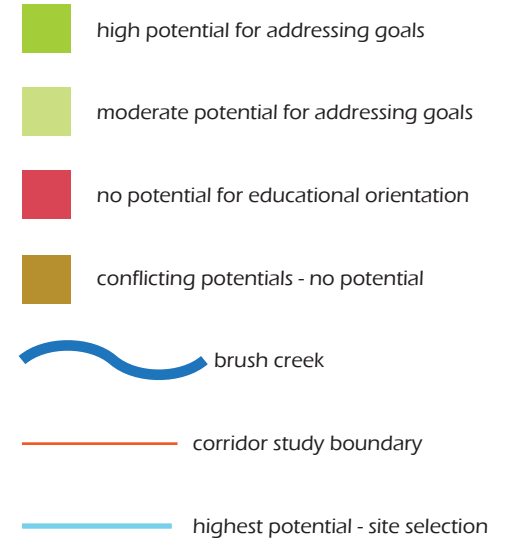 high potential for addressing goals
moderate potential for addressing goals
no potential for educational orientation
conflicting potentials - no potential
brush creek
corridor study boundary
highest potential - site selection